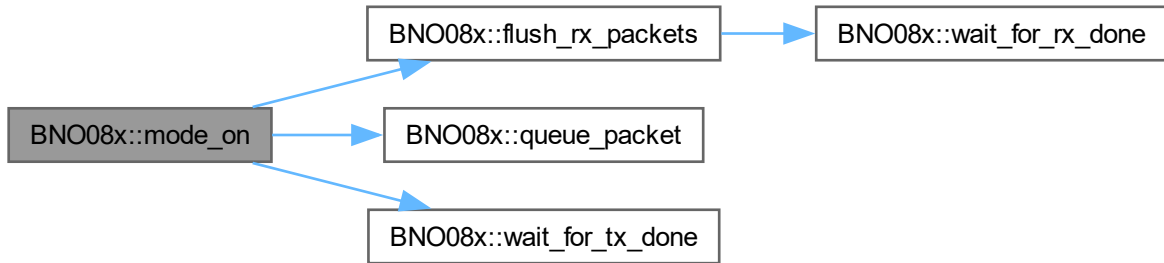 BNO08x::flush_rx_packets
BNO08x::wait_for_rx_done
BNO08x::mode_on
BNO08x::queue_packet
BNO08x::wait_for_tx_done